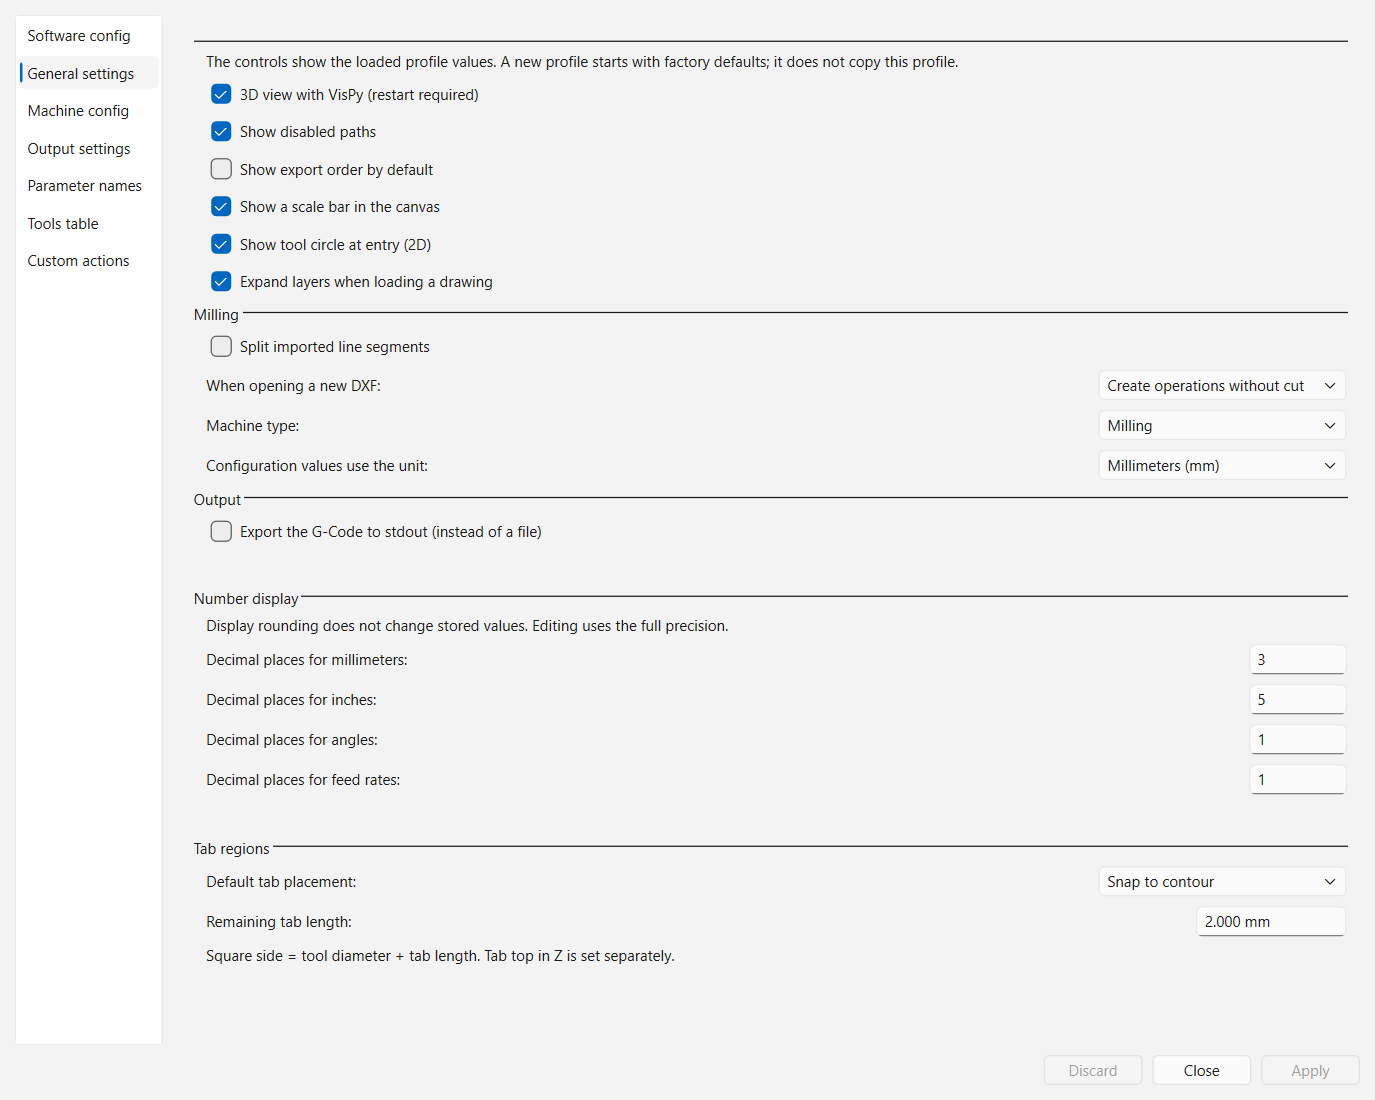 Software config
General settings
Machine config
Output settings
Parameter names
Tools table
Custom actions
The controls show the loaded profile values. A new profile starts with factory defaults; it does not copy this profile.
3D view with VisPy (restart required)
Show disabled paths
Show export order by default
Show a scale bar in the canvas
Show tool circle at entry (2D)
Expand layers when loading a drawing
Milling
Split imported line segments
When opening a new DXF: Create operations without cut
Machine type: Milling
Configuration values use the unit: Millimeters (mm)
Output
Export the G-Code to stdout (instead of a file)
Number display
Display rounding does not change stored values. Editing uses the full precision.
Decimal places for millimeters: 3
Decimal places for inches: 5
Decimal places for angles: 1
Decimal places for feed rates: 1
Tab regions
Default tab placement: Snap to contour
Remaining tab length: 2.000 mm
Square side = tool diameter + tab length. Tab top in Z is set separately.
Discard Close Apply